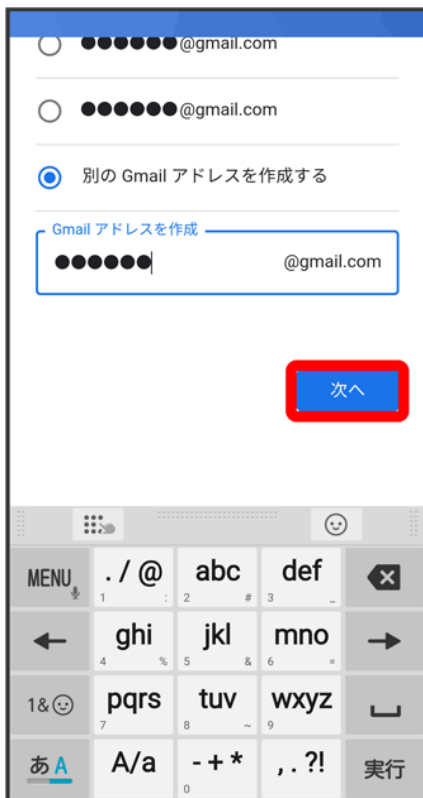 ●●●●●●@gmail.com
●●●●●●@gmail.com
別の Gmail アドレスを作成する
Gmail アドレスを作成
●●●●●● @gmail.com
次へ
MENU ./@ abc def
1 : 2 # 3 _
ghi jkl mno
4 % 5 & 6 =
1& pqrs tuv wxyz
7 8 ~ 9
あA A/a -+* ,.?! 実行
0